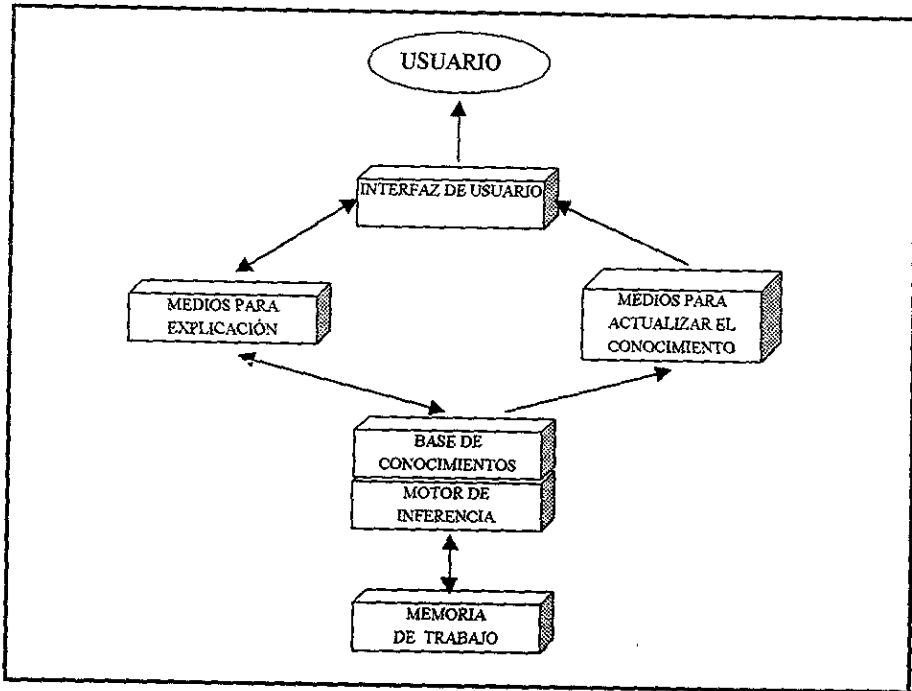 USUARIO
INTERFAZ DE USUARIO
MEDIOS PARA
EXPLICACIÓN
MEDIOS PARA
ACTUALIZAR EL
CONOCIMIENTO
BASE DE
CONOCIMIENTOS
MOTOR DE
INFERENCIA
MEMORIA
DE TRABAJO